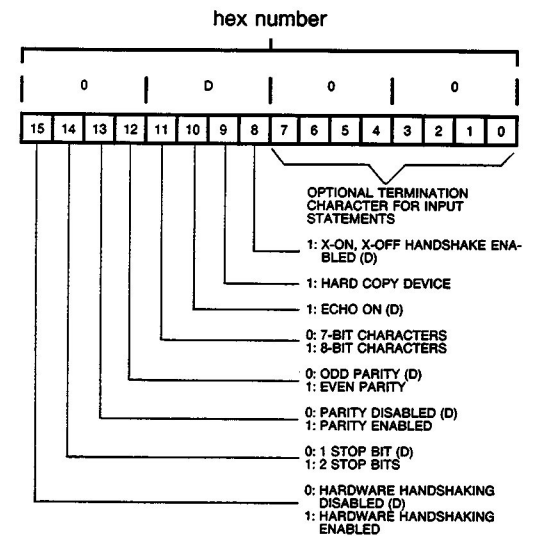 hex number
0 D 0 0
15 14 13 12 11 10 9 8 7 6 5 4 3 2 1 0
OPTIONAL TERMINATION
CHARACTER FOR INPUT
STATEMENTS
1: X-ON, X-OFF HANDSHAKE ENA-
BLED (D)
1: HARD COPY DEVICE
1: ECHO ON (D)
0: 7-BIT CHARACTERS
1: 8-BIT CHARACTERS
0: ODD PARITY (D)
1: EVEN PARITY
0: PARITY DISABLED (D)
1: PARITY ENABLED
0: 1 STOP BIT (D)
1: 2 STOP BITS
0: HARDWARE HANDSHAKING
DISABLED (D)
1: HARDWARE HANDSHAKING
ENABLED